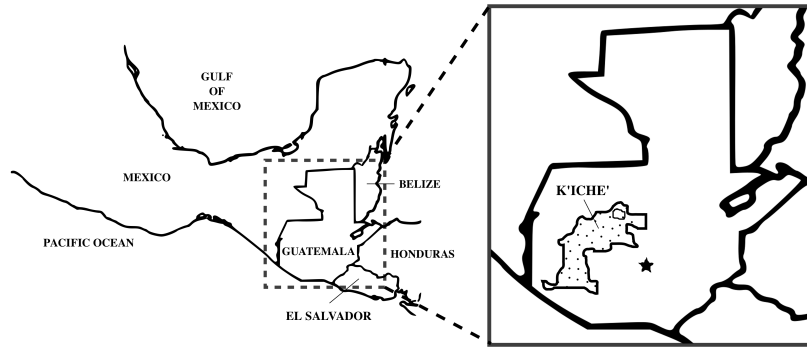 GULF
OF
MEXICO
MEXICO
BELIZE
PACIFIC OCEAN
GUATEMALA
HONDURAS
EL SALVADOR
K'ICHE'